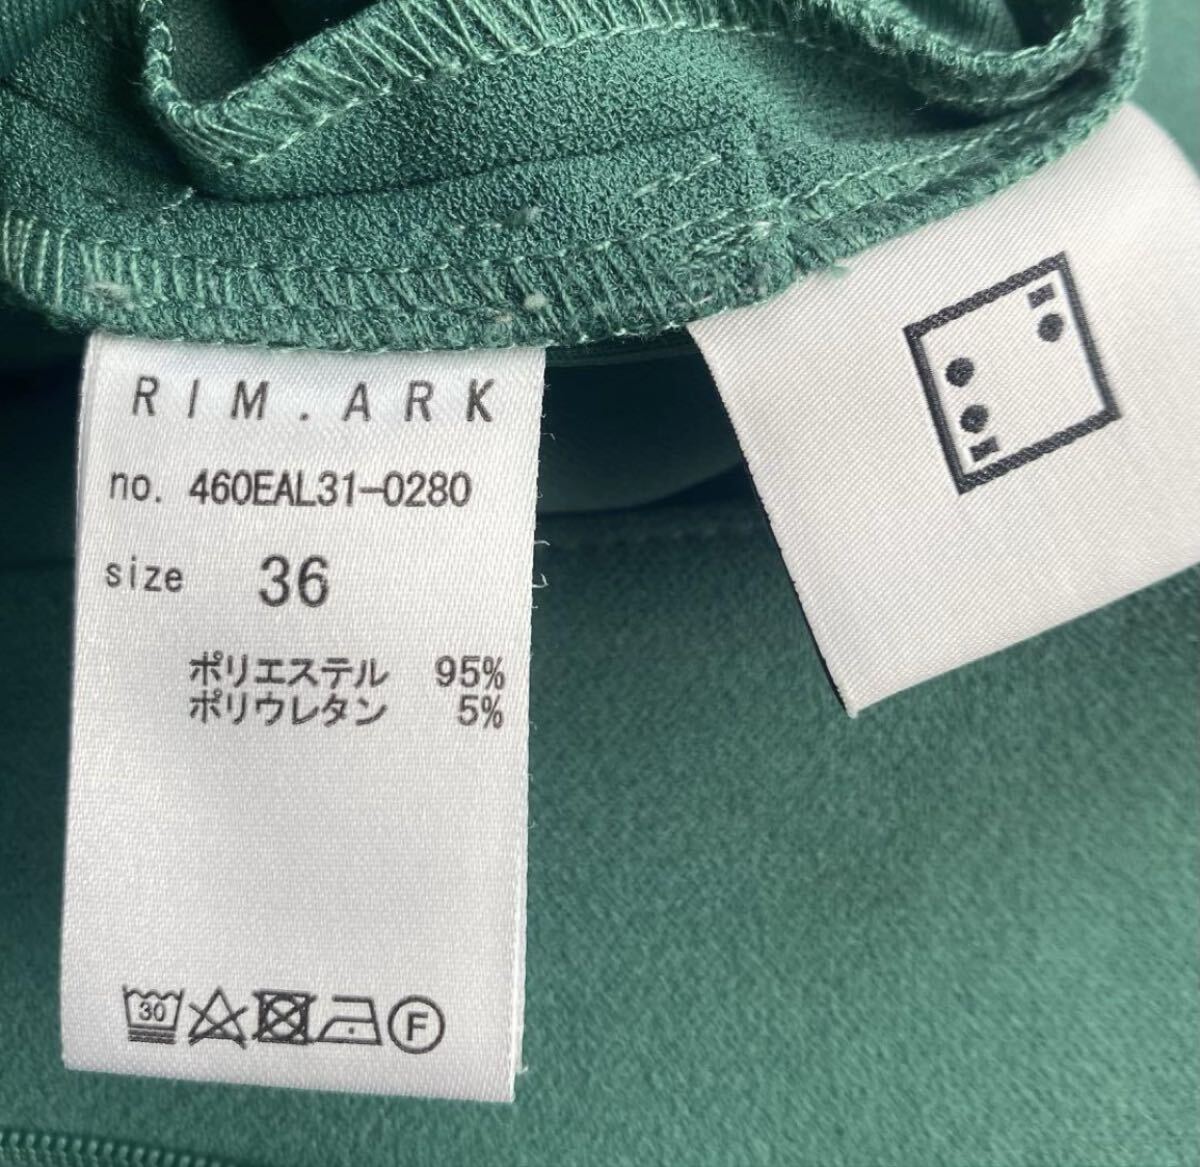 RIM.ARK
no. 460EAL31-0280
size 36
ポリエステル 95%
ポリウレタン 5%
30 F